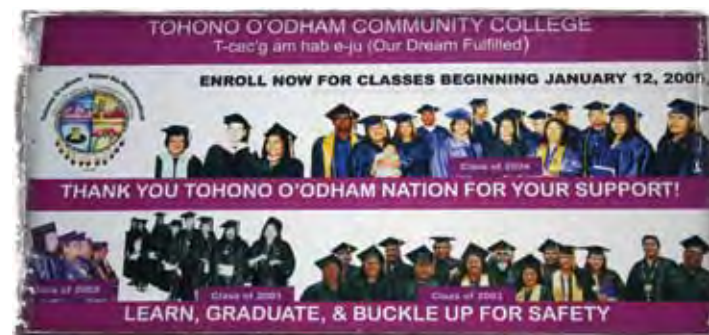 TOHONO O'ODHAM COMMUNITY COLLEGE
T-cec'g am hab e-ju (Our Dream Fulfilled)
ENROLL NOW FOR CLASSES BEGINNING JANUARY 12, 2005,
Class of 2004
THANK YOU TOHONO O'ODHAM NATION FOR YOUR SUPPORT!
Class of 2003
Class of 2001
Class of 2002
LEARN, GRADUATE, & BUCKLE UP FOR SAFETY